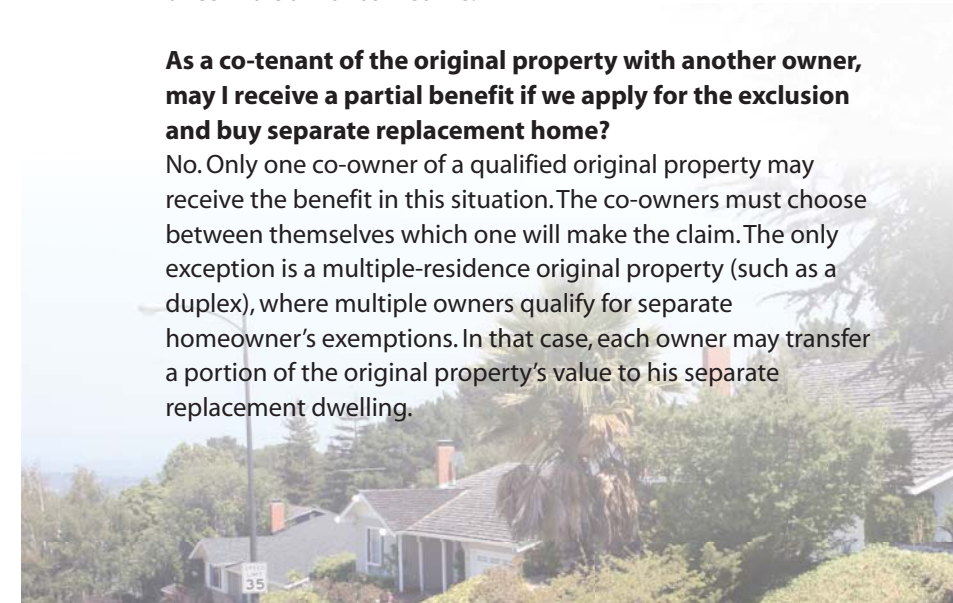 As a co-tenant of the original property with another owner,
may I receive a partial benefit if we apply for the exclusion
and buy separate replacement home?
No. Only one co-owner of a qualified original property may
receive the benefit in this situation. The co-owners must choose
between themselves which one will make the claim. The only
exception is a multiple-residence original property (such as a
duplex), where multiple owners qualify for separate
homeowner's exemptions. In that case, each owner may transfer
a portion of the original property's value to his separate
replacement dwelling.
SPEED
LIMIT
35